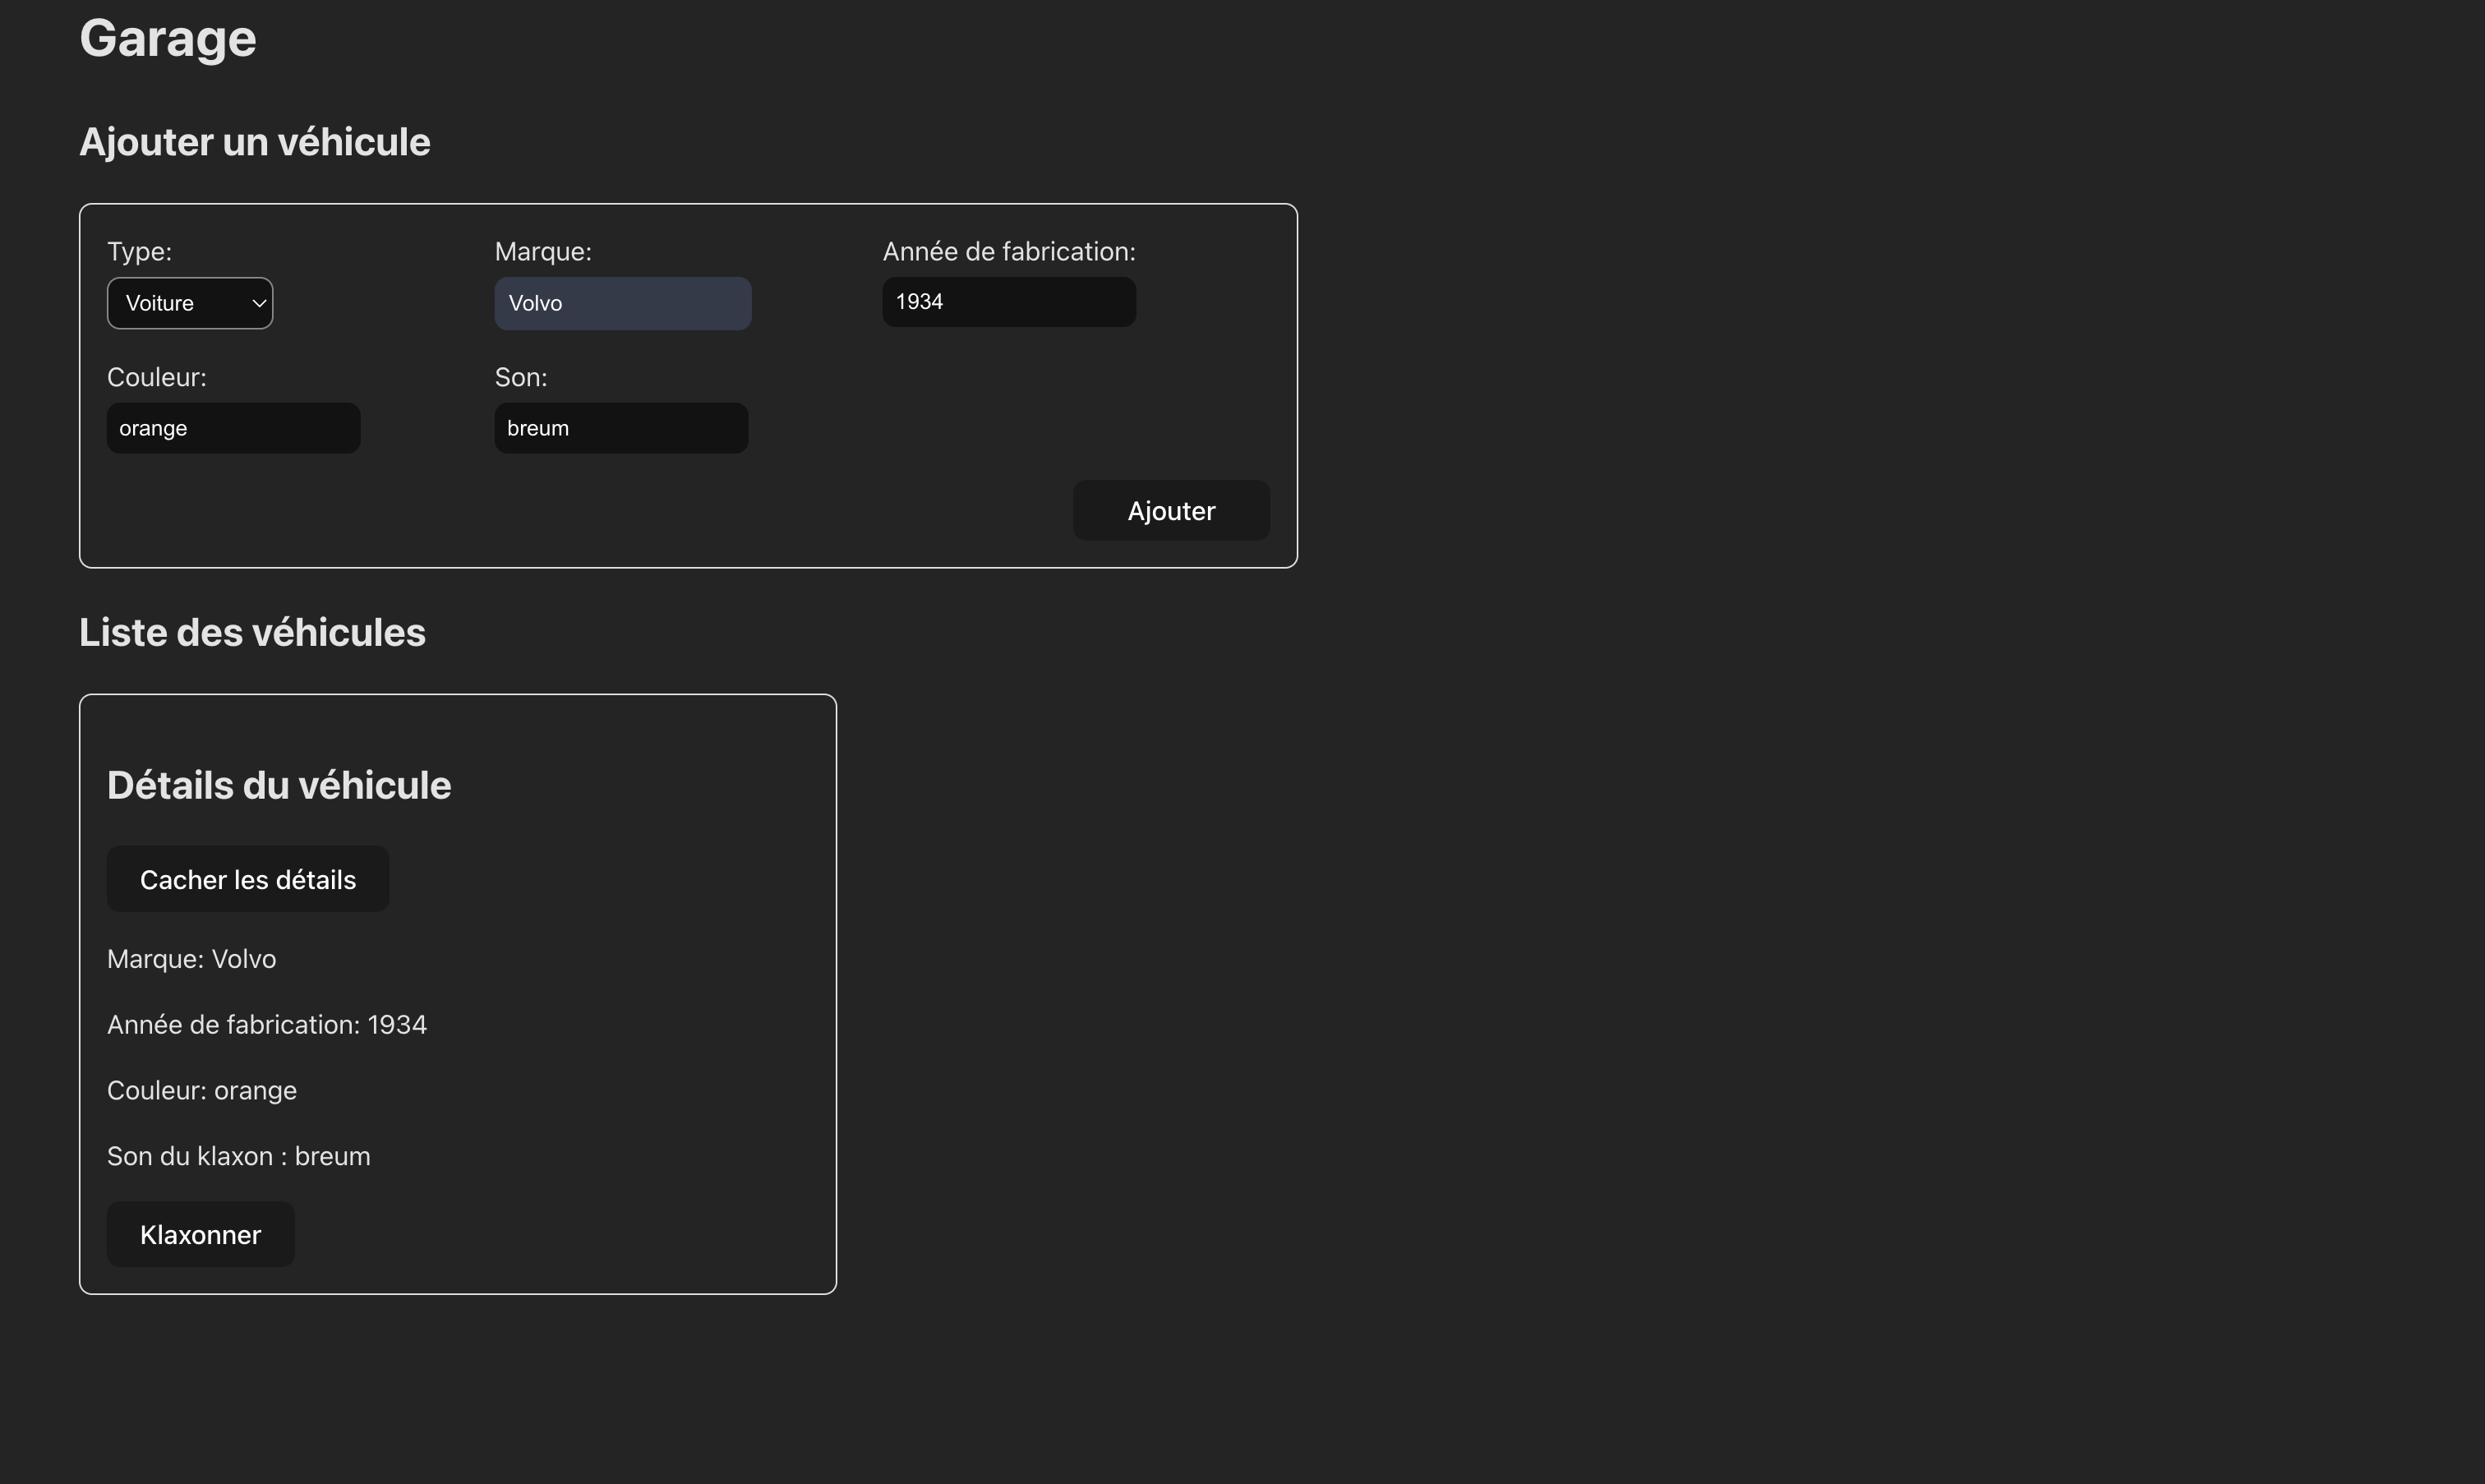 Garage
Ajouter un véhicule
Type: Marque: Année de fabrication:
Voiture Volvo 1934
Couleur: Son:
orange breum
Ajouter
Liste des véhicules
Détails du véhicule
Cacher les détails
Marque: Volvo
Année de fabrication: 1934
Couleur: orange
Son du klaxon : breum
Klaxonner